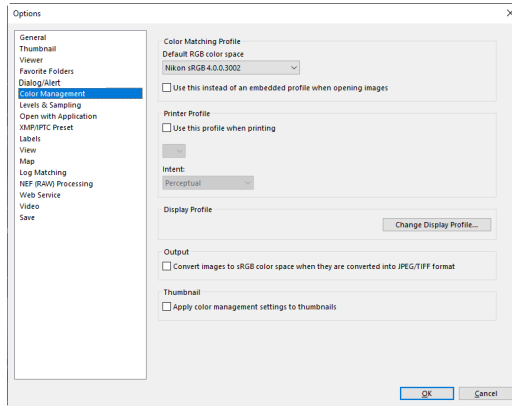 Options
General
Thumbnail
Viewer
Favorite Folders
Dialog/Alert
Color Management
Levels & Sampling
Open with Application
XMP/IPTC Preset
Labels
View
Map
Log Matching
NEF (RAW) Processing
Web Service
Video
Save
Color Matching Profile
Default RGB color space
Nikon sRGB 4.0.0.3002
Use this instead of an embedded profile when opening images
Printer Profile
Use this profile when printing
Intent:
Perceptual
Display Profile
Change Display Profile...
Output
Convert images to sRGB color space when they are converted into JPEG/TIFF format
Thumbnail
Apply color management settings to thumbnails
OK
Cancel